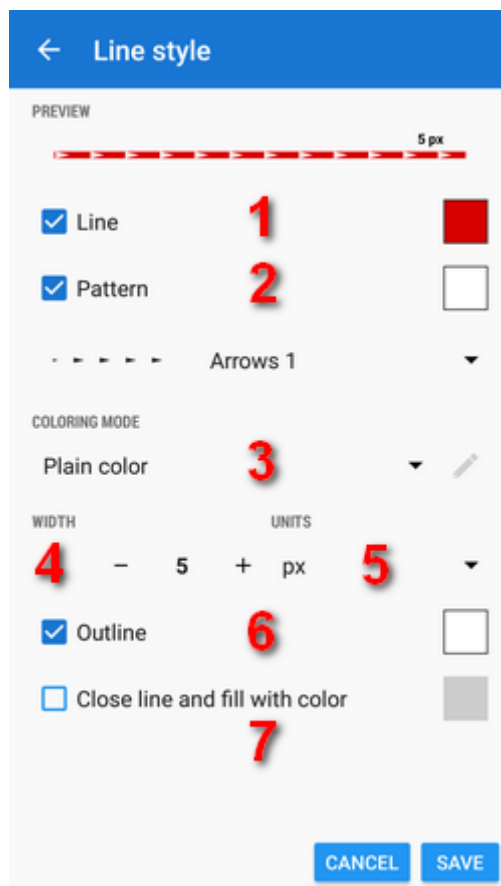 Line style
PREVIEW
5 px
Line 1
Pattern 2
Arrows 1
COLORING MODE
Plain color 3
WIDTH UNITS
4 − 5 + px 5
Outline 6
Close line and fill with color
7
CANCEL SAVE